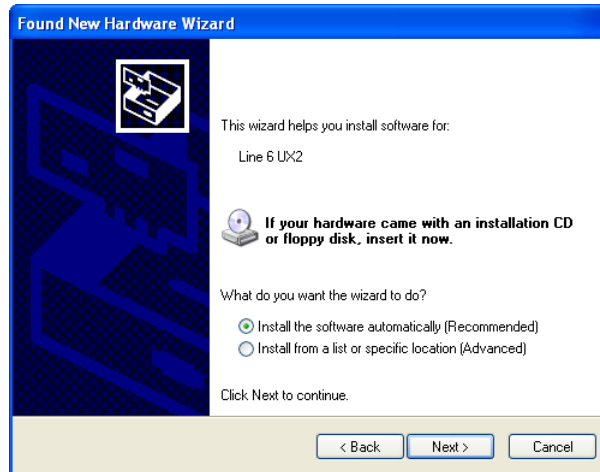 Found New Hardware Wizard
This wizard helps you install software for:
Line 6 UX2
If your hardware came with an installation CD
or floppy disk, insert it now.
What do you want the wizard to do?
Install the software automatically (Recommended)
Install from a list or specific location (Advanced)
Click Next to continue.
< Back
Next >
Cancel